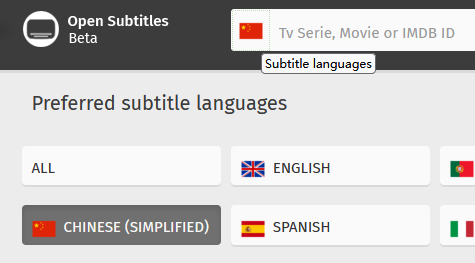 Open Subtitles
Beta
Tv Serie, Movie or IMDB ID
Subtitle languages
Preferred subtitle languages
ALL
ENGLISH
CHINESE (SIMPLIFIED)
SPANISH